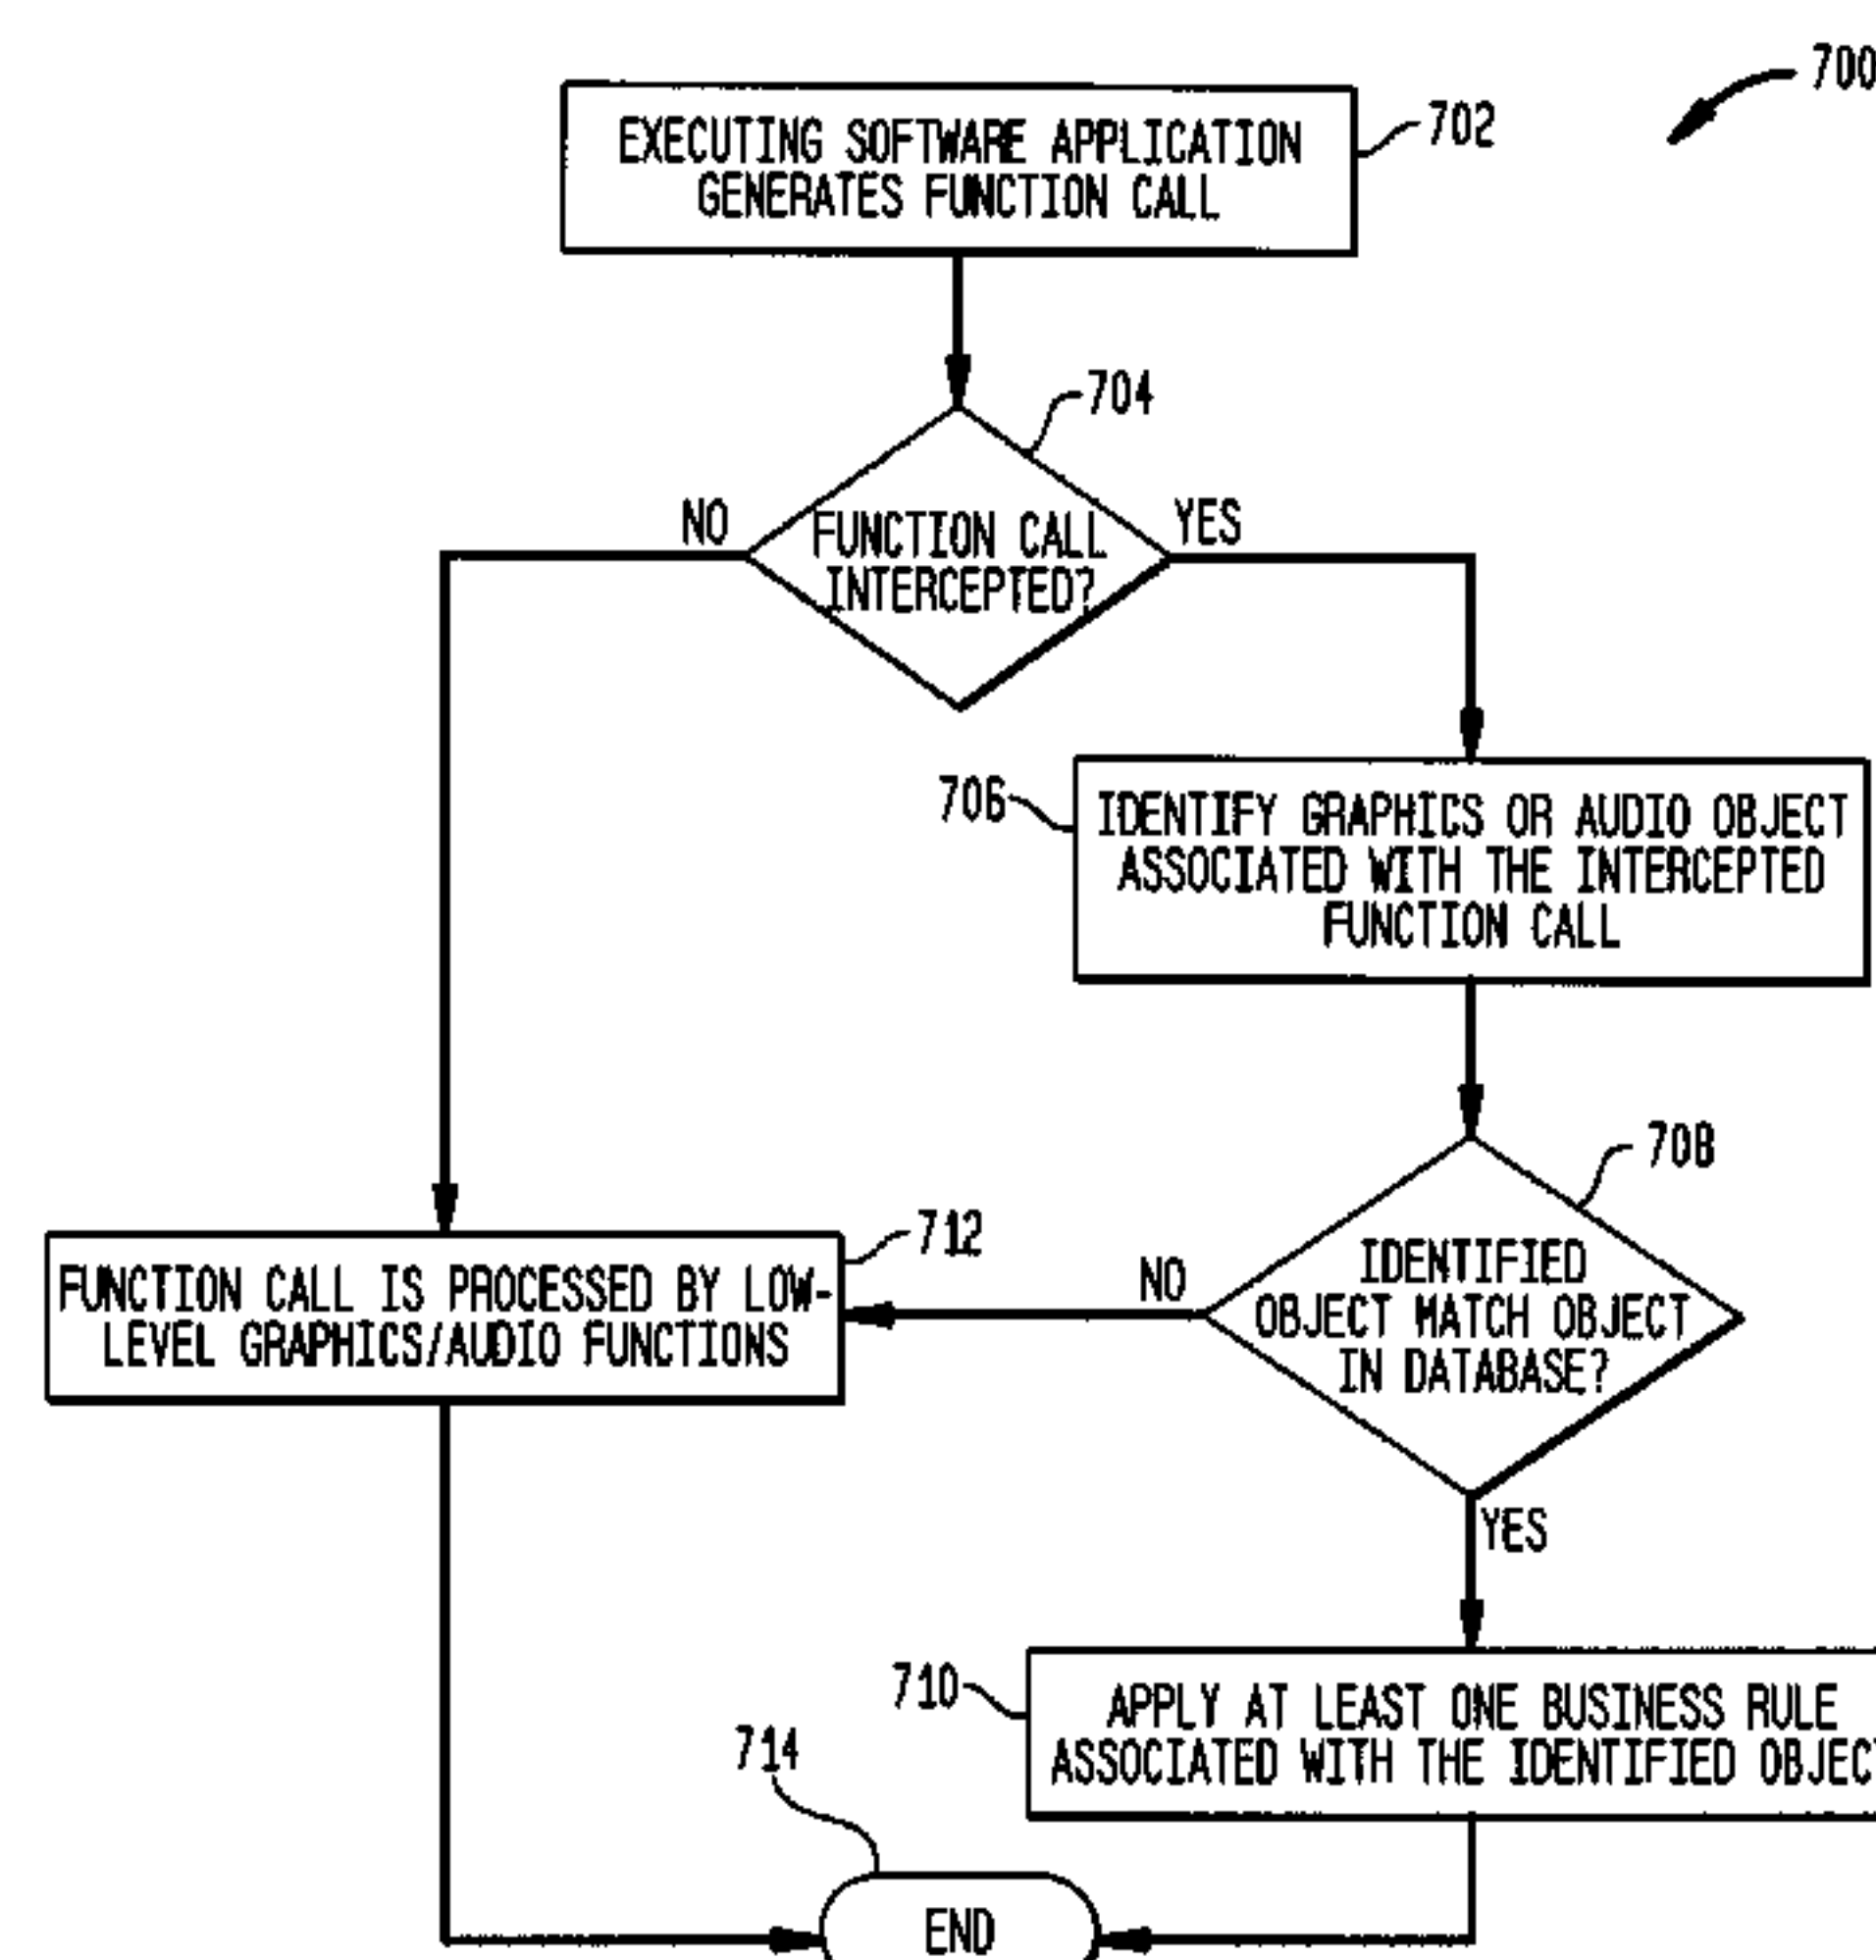 700
EXECUTING SOFTWARE APPLICATION
GENERATES FUNCTION CALL
702
704
NO
FUNCTION CALL
INTERCEPTED?
YES
706
IDENTIFY GRAPHICS OR AUDIO OBJECT
ASSOCIATED WITH THE INTERCEPTED
FUNCTION CALL
708
712
FUNCTION CALL IS PROCESSED BY LOW-
LEVEL GRAPHICS/AUDIO FUNCTIONS
NO
IDENTIFIED
OBJECT MATCH OBJECT
IN DATABASE?
YES
710
APPLY AT LEAST ONE BUSINESS RULE
ASSOCIATED WITH THE IDENTIFIED OBJECT
714
END